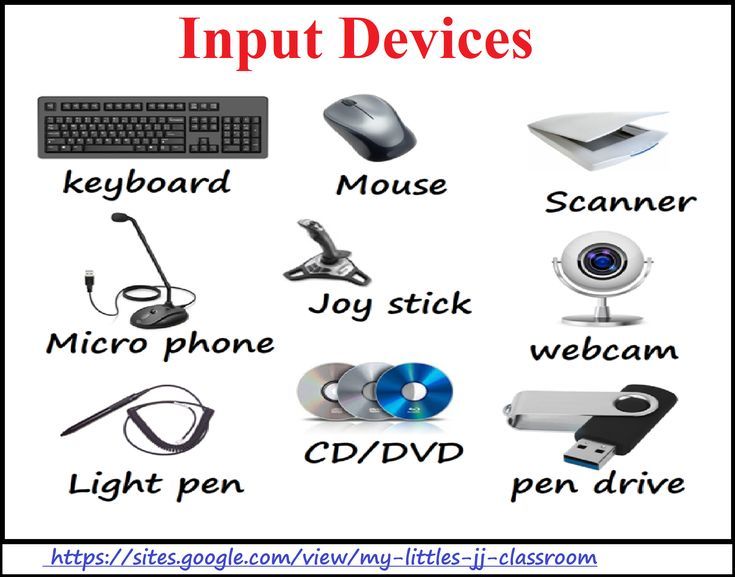 Input Devices
keyboard
Mouse
Scanner
Micro phone
Joy stick
webcam
Light pen
CD/DVD
pen drive
https://sites.google.com/view/my-littles-jj-classroom